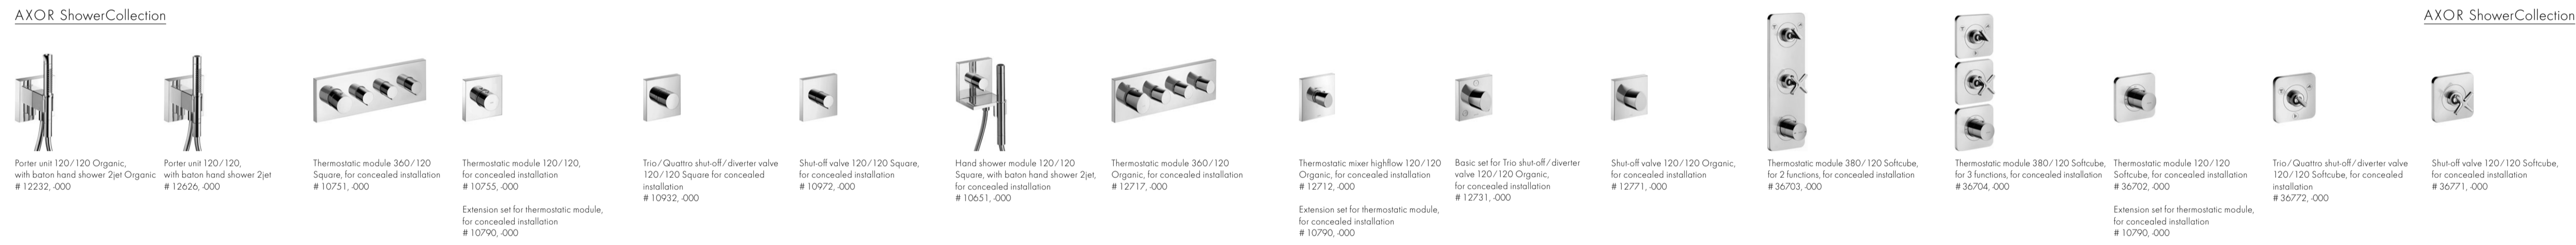 AXOR ShowerCollection
AXOR ShowerCollection
Porter unit 120/120 Organic,
with baton hand shower 2jet Organic
# 12232, -000
Porter unit 120/120,
with baton hand shower 2jet
# 12626, -000
Thermostatic module 360/120
Square, for concealed installation
# 10751, -000
Thermostatic module 120/120,
for concealed installation
# 10755, -000
Extension set for thermostatic module,
for concealed installation
# 10790, -000
Trio/Quattro shut-off/diverter valve
120/120 Square for concealed
installation
# 10932, -000
Shut-off valve 120/120 Square,
for concealed installation
# 10972, -000
Hand shower module 120/120
Square, with baton hand shower 2jet,
for concealed installation
# 10651, -000
Thermostatic module 360/120
Organic, for concealed installation
# 12717, -000
Thermostatic mixer highflow 120/120
Organic, for concealed installation
# 12712, -000
Extension set for thermostatic module,
for concealed installation
# 10790, -000
Basic set for Trio shut-off/diverter
valve 120/120 Organic,
for concealed installation
# 12731, -000
Shut-off valve 120/120 Organic,
for concealed installation
# 12771, -000
Thermostatic module 380/120 Softcube,
for 2 functions, for concealed installation
# 36703, -000
Thermostatic module 380/120 Softcube,
for 3 functions, for concealed installation
# 36704, -000
Thermostatic module 120/120
Softcube, for concealed installation
# 36702, -000
Extension set for thermostatic module,
for concealed installation
# 10790, -000
Trio/Quattro shut-off/diverter valve
120/120 Softcube, for concealed
installation
# 36772, -000
Shut-off valve 120/120 Softcube,
for concealed installation
# 36771, -000